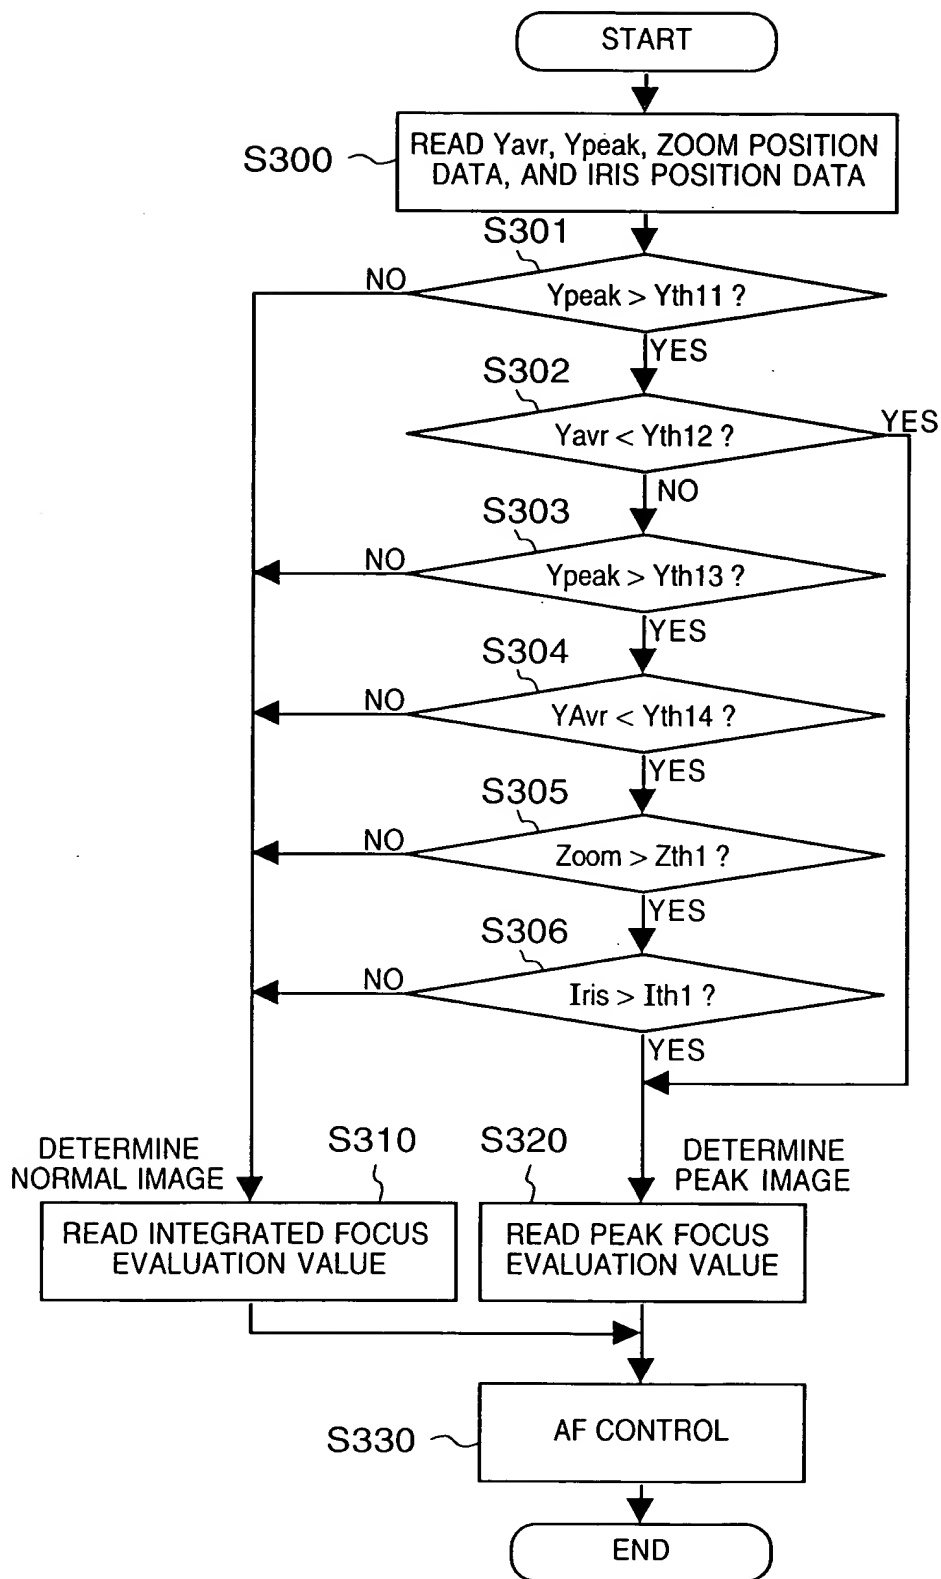 START
S300
READ Yavr, Ypeak, ZOOM POSITION
DATA, AND IRIS POSITION DATA
S301
NO
Ypeak > Yth11 ?
YES
S302
Yavr < Yth12 ?
YES
NO
S303
NO
Ypeak > Yth13 ?
YES
S304
NO
YAvr < Yth14 ?
YES
S305
NO
Zoom > Zth1 ?
YES
S306
NO
Iris > Ith1 ?
YES
DETERMINE
NORMAL IMAGE
S310
S320
DETERMINE
PEAK IMAGE
READ INTEGRATED FOCUS
EVALUATION VALUE
READ PEAK FOCUS
EVALUATION VALUE
S330
AF CONTROL
END